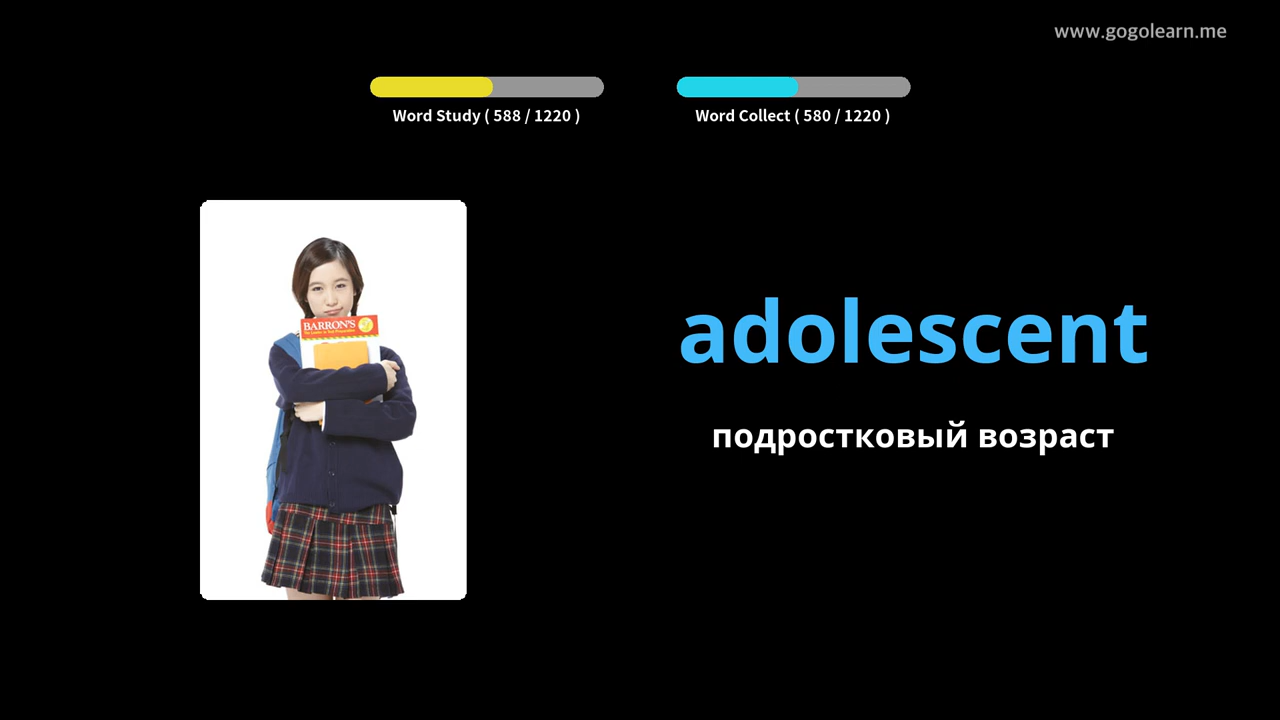 www.gogolearn.me
Word Study ( 588 / 1220 )
Word Collect ( 580 / 1220 )
BARRON'S
adolescent
подростковый возраст